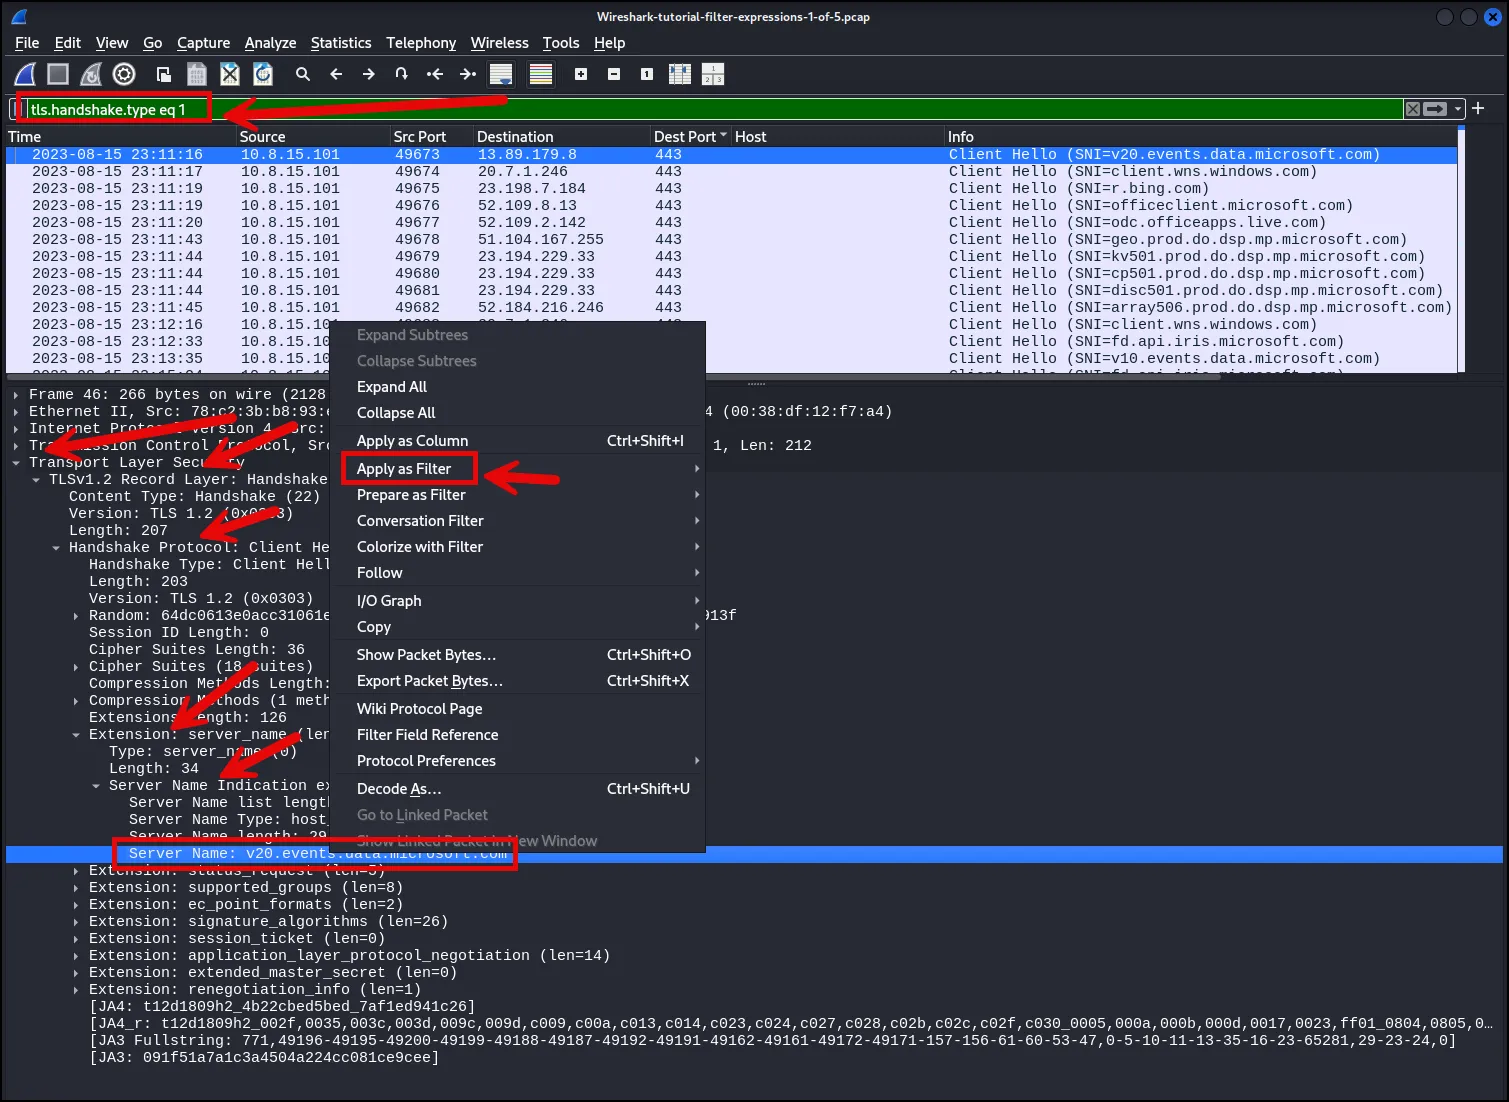 Wireshark-tutorial-filter-expressions-1-of-5.pcap
File Edit View Go Capture Analyze Statistics Telephony Wireless Tools Help
tls.handshake.type eq 1
Time Source Src Port Destination Dest Port Host Info
2023-08-15 23:11:16 10.8.15.101 49673 13.89.179.8 443 Client Hello (SNI=v20.events.data.microsoft.com)
2023-08-15 23:11:17 10.8.15.101 49674 20.7.1.246 443 Client Hello (SNI=client.wns.windows.com)
2023-08-15 23:11:19 10.8.15.101 49675 23.198.7.184 443 Client Hello (SNI=r.bing.com)
2023-08-15 23:11:19 10.8.15.101 49676 52.109.8.13 443 Client Hello (SNI=officeclient.microsoft.com)
2023-08-15 23:11:20 10.8.15.101 49677 52.109.2.142 443 Client Hello (SNI=odc.officeapps.live.com)
2023-08-15 23:11:43 10.8.15.101 49678 51.104.167.255 443 Client Hello (SNI=geo.prod.do.dsp.mp.microsoft.com)
2023-08-15 23:11:44 10.8.15.101 49679 23.194.229.33 443 Client Hello (SNI=kv501.prod.do.dsp.mp.microsoft.com)
2023-08-15 23:11:44 10.8.15.101 49680 23.194.229.33 443 Client Hello (SNI=cp501.prod.do.dsp.mp.microsoft.com)
2023-08-15 23:11:44 10.8.15.101 49681 23.194.229.33 443 Client Hello (SNI=disc501.prod.do.dsp.mp.microsoft.com)
2023-08-15 23:11:45 10.8.15.101 49682 52.184.216.246 443 Client Hello (SNI=array506.prod.do.dsp.mp.microsoft.com)
2023-08-15 23:12:16 10.8.15.10 Client Hello (SNI=client.wns.windows.com)
2023-08-15 23:12:33 10.8.15.10 Client Hello (SNI=fd.api.iris.microsoft.com)
2023-08-15 23:13:35 10.8.15.10 Client Hello (SNI=v10.events.data.microsoft.com)
Expand Subtrees
Collapse Subtrees
Expand All
Collapse All
Apply as Column Ctrl+Shift+I
Apply as Filter
Prepare as Filter
Conversation Filter
Colorize with Filter
Follow
I/O Graph
Copy
Show Packet Bytes… Ctrl+Shift+O
Export Packet Bytes… Ctrl+Shift+X
Wiki Protocol Page
Filter Field Reference
Protocol Preferences
Decode As… Ctrl+Shift+U
Go to Linked Packet
Show Linked Packet in New Window
Frame 46: 266 bytes on wire (2128
Ethernet II, Src: 78:c2:3b:b8:93: 4 (00:38:df:12:f7:a4)
Internet Protocol Version 4, Src:
Transmission Control Protocol, Src 1, Len: 212
Transport Layer Security
TLSv1.2 Record Layer: Handshake
Content Type: Handshake (22)
Version: TLS 1.2 (0x0303)
Length: 207
Handshake Protocol: Client He
Handshake Type: Client Hell
Length: 203
Version: TLS 1.2 (0x0303)
Random: 64dc0613e0acc31061e 913f
Session ID Length: 0
Cipher Suites Length: 36
Cipher Suites (18 suites)
Compression Methods Length:
Compression Methods (1 meth
Extensions Length: 126
Extension: server_name (len
Type: server_name (0)
Length: 34
Server Name Indication ex
Server Name list length
Server Name Type: host_
Server Name length: 29
Server Name: v20.events.data.microsoft.com
Extension: status_request (len=5)
Extension: supported_groups (len=8)
Extension: ec_point_formats (len=2)
Extension: signature_algorithms (len=26)
Extension: session_ticket (len=0)
Extension: application_layer_protocol_negotiation (len=14)
Extension: extended_master_secret (len=0)
Extension: renegotiation_info (len=1)
[JA4: t12d1809h2_4b22cbed5bed_7af1ed941c26]
[JA4_r: t12d1809h2_002f,0035,003c,003d,009c,009d,c009,c00a,c013,c014,c023,c024,c027,c028,c02b,c02c,c02f,c030_0005,000a,000b,000d,0017,0023,ff01_0804,0805,0…
[JA3 Fullstring: 771,49196-49195-49200-49199-49188-49187-49192-49191-49162-49161-49172-49171-157-156-61-60-53-47,0-5-10-11-13-35-16-23-65281,29-23-24,0]
[JA3: 091f51a7a1c3a4504a224cc081ce9cee]